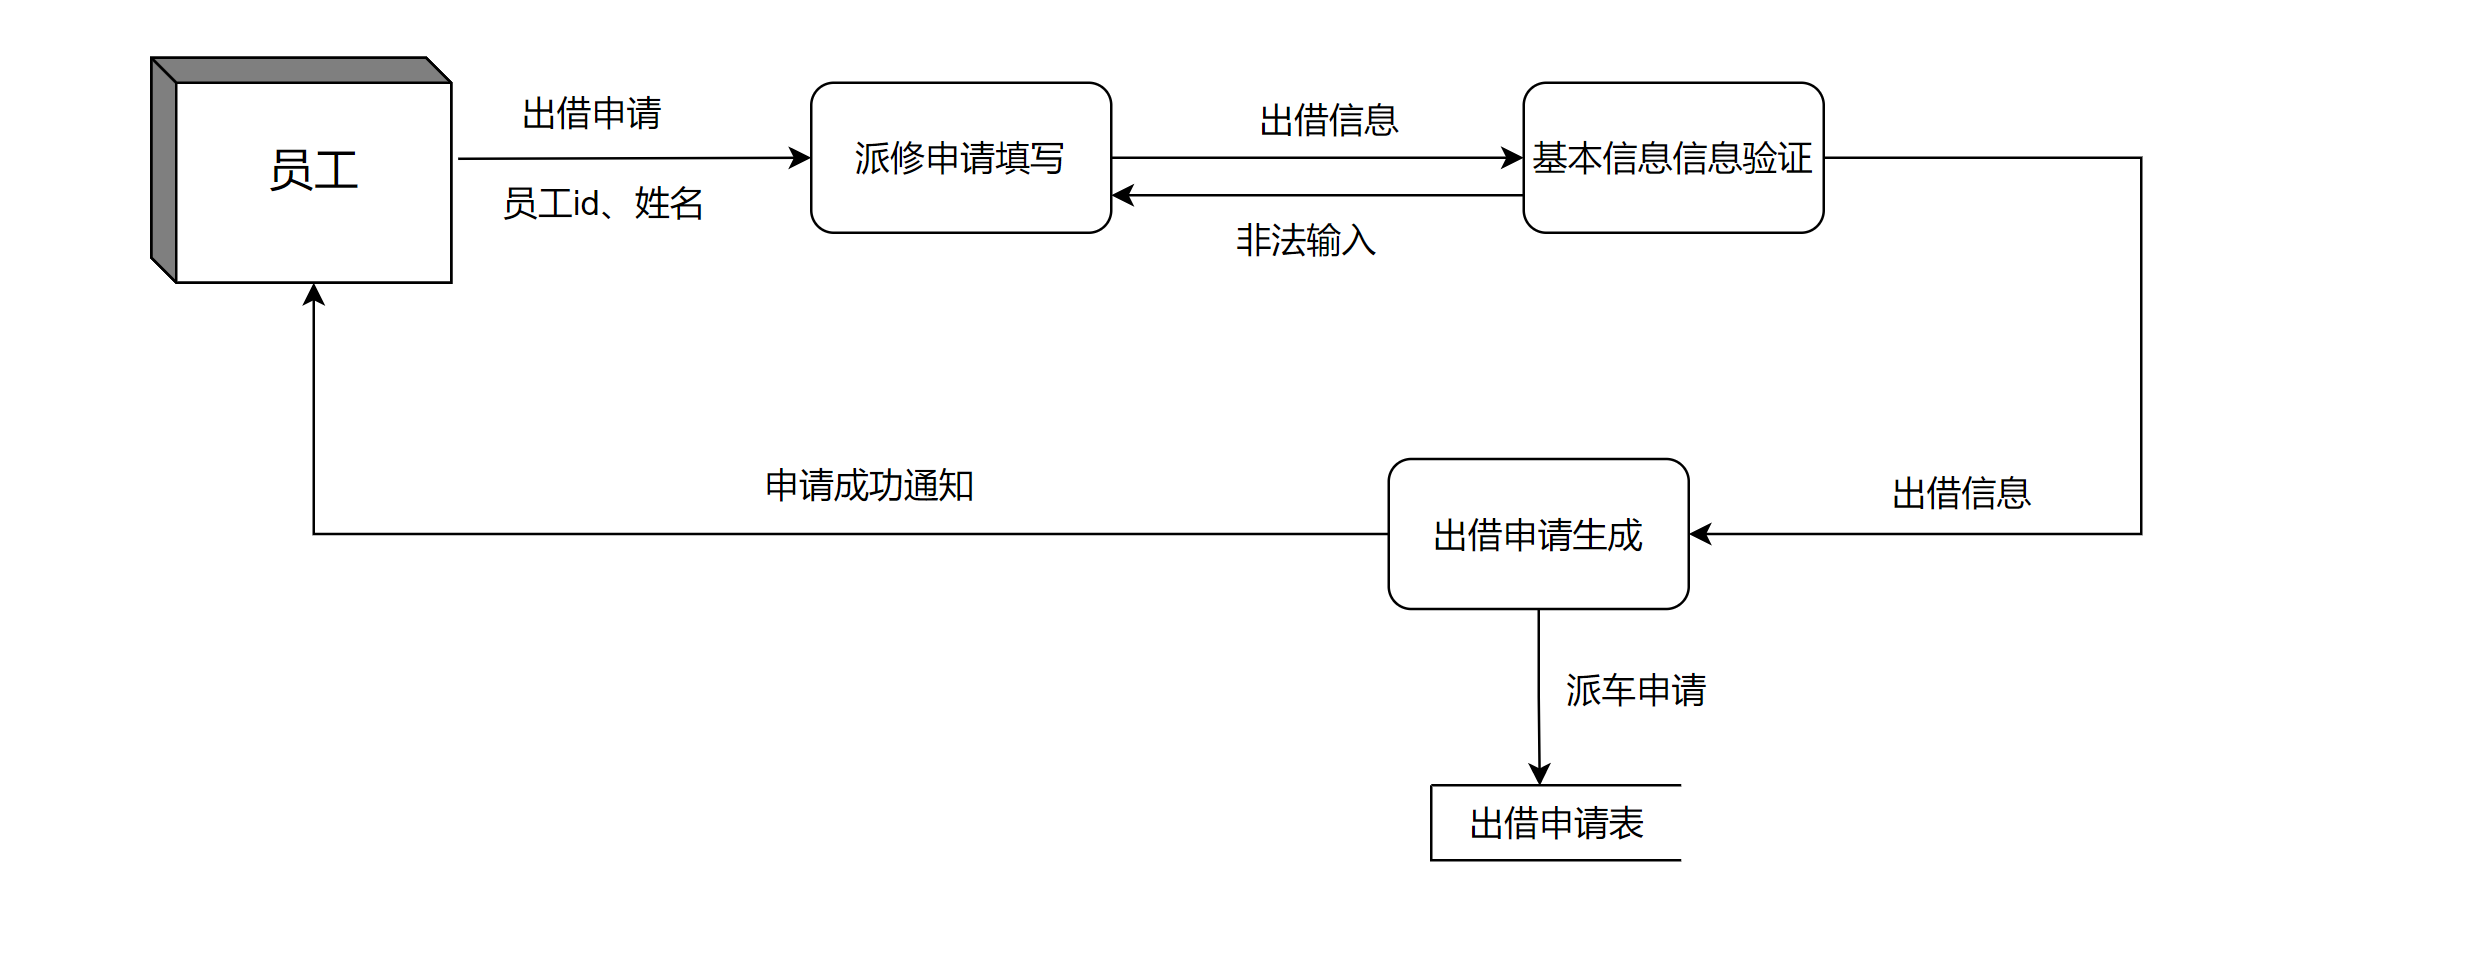 员工
出借申请
员工id、姓名
派修申请填写
出借信息
非法输入
基本信息信息验证
申请成功通知
出借申请生成
出借信息
派车申请
出借申请表